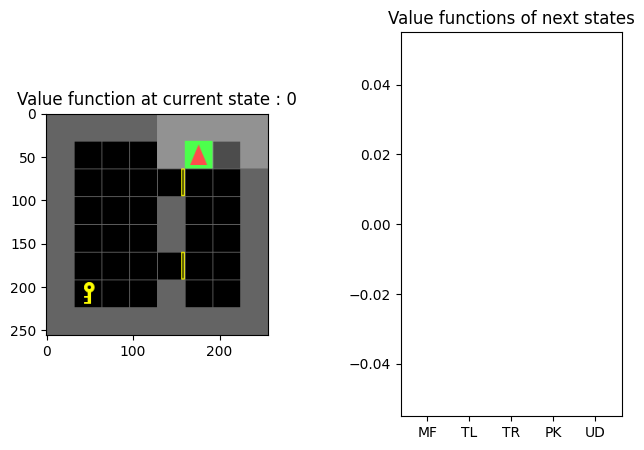 Value functions of next states
Value function at current state : 0
0
50
100
150
200
250
0
100
200
0.04
0.02
0.00
−0.02
−0.04
MF
TL
TR
PK
UD